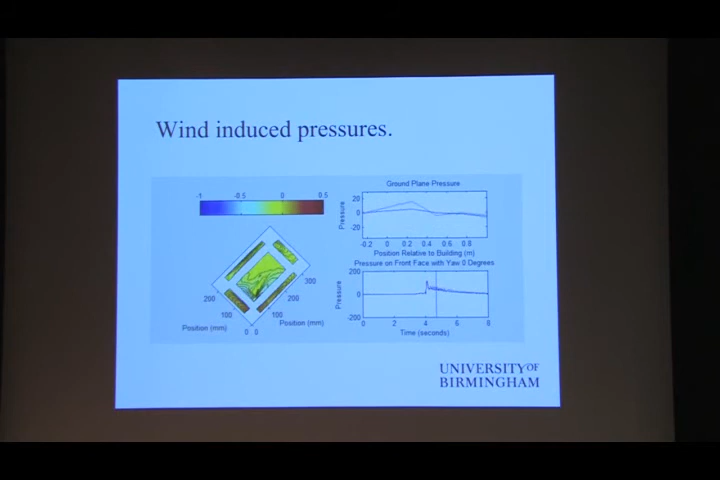 Wind induced pressures.
-1 -0.5 0 0.5
Ground Plane Pressure
Pressure
20
0
-20
-0.2 0 0.2 0.4 0.6 0.8
Position Relative to Building (m)
Pressure on Front Face with Yaw 0 Degrees
Pressure
200
0
-200
0 2 4 6 8
Time (seconds)
300
200
200
100
100
Position (mm)
0 0
Position (mm)
UNIVERSITY OF
BIRMINGHAM